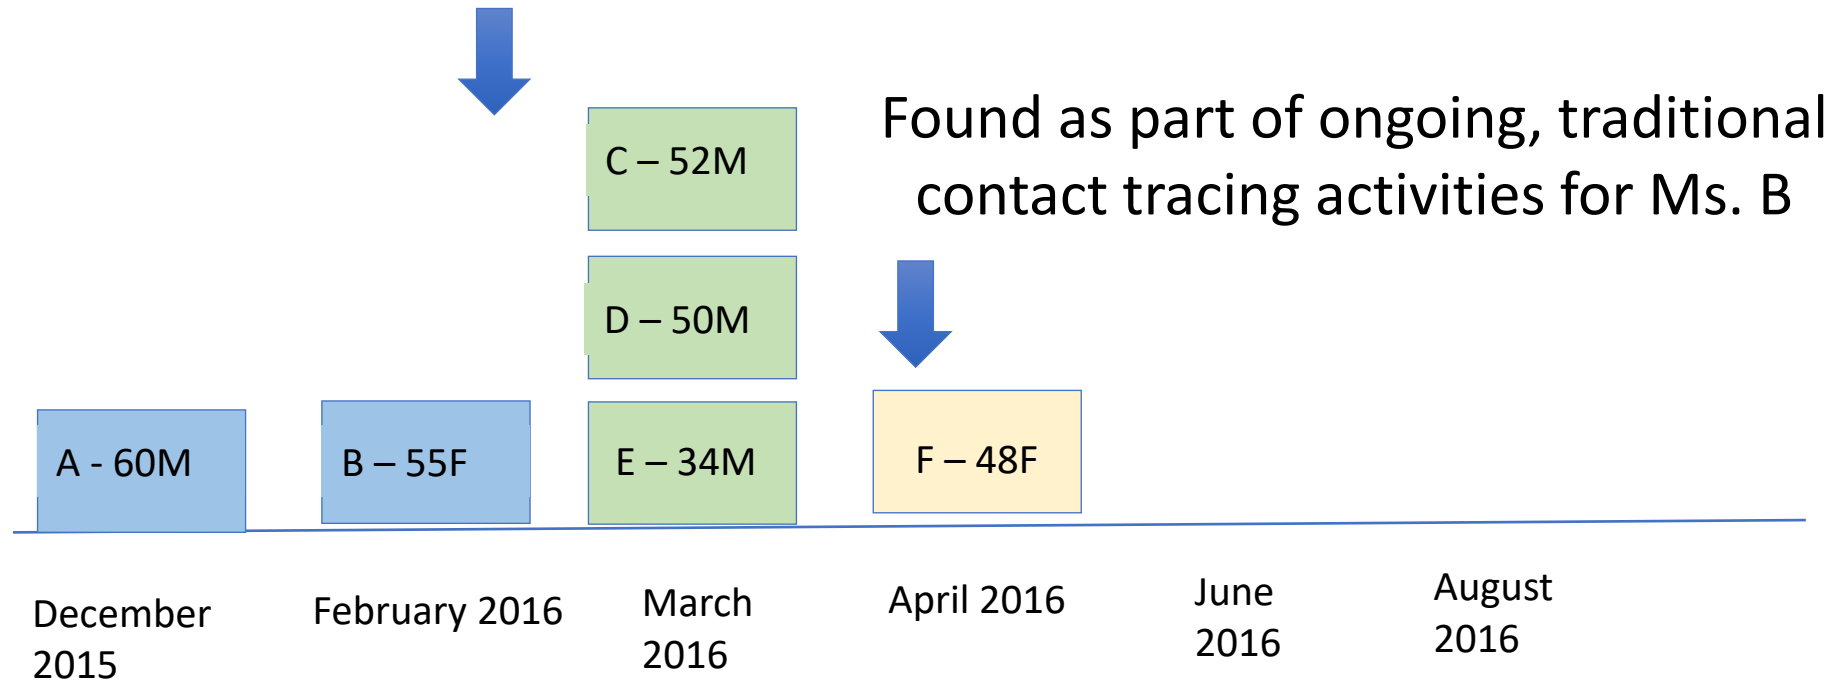 Found as part of ongoing, traditional
contact tracing activities for Ms. B
C – 52M
D – 50M
A - 60M
B – 55F
E – 34M
F – 48F
December
2015
February 2016
March
2016
April 2016
June
2016
August
2016